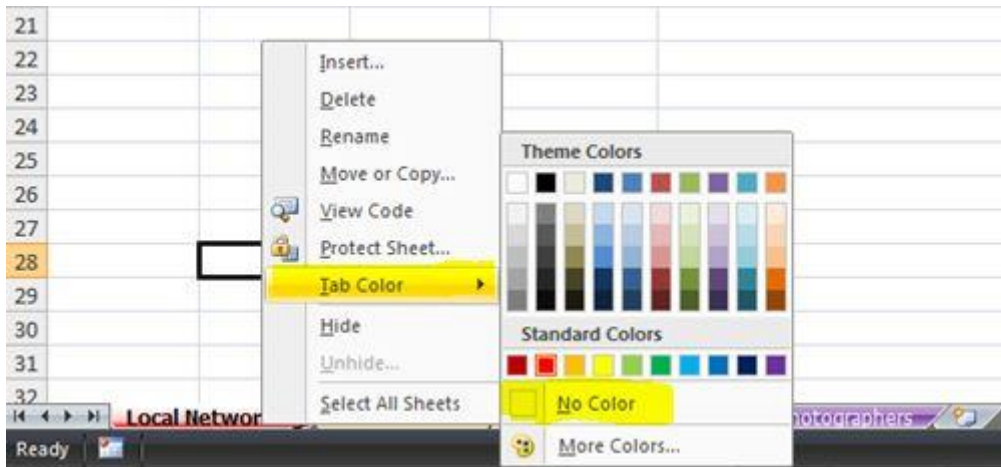 21
22
23
24
25
26
27
28
29
30
31
32
Insert...
Delete
Rename
Move or Copy...
View Code
Protect Sheet...
Tab Color
Hide
Unhide...
Select All Sheets
Theme Colors
Standard Colors
No Color
More Colors...
Local Networ
otographers
Ready